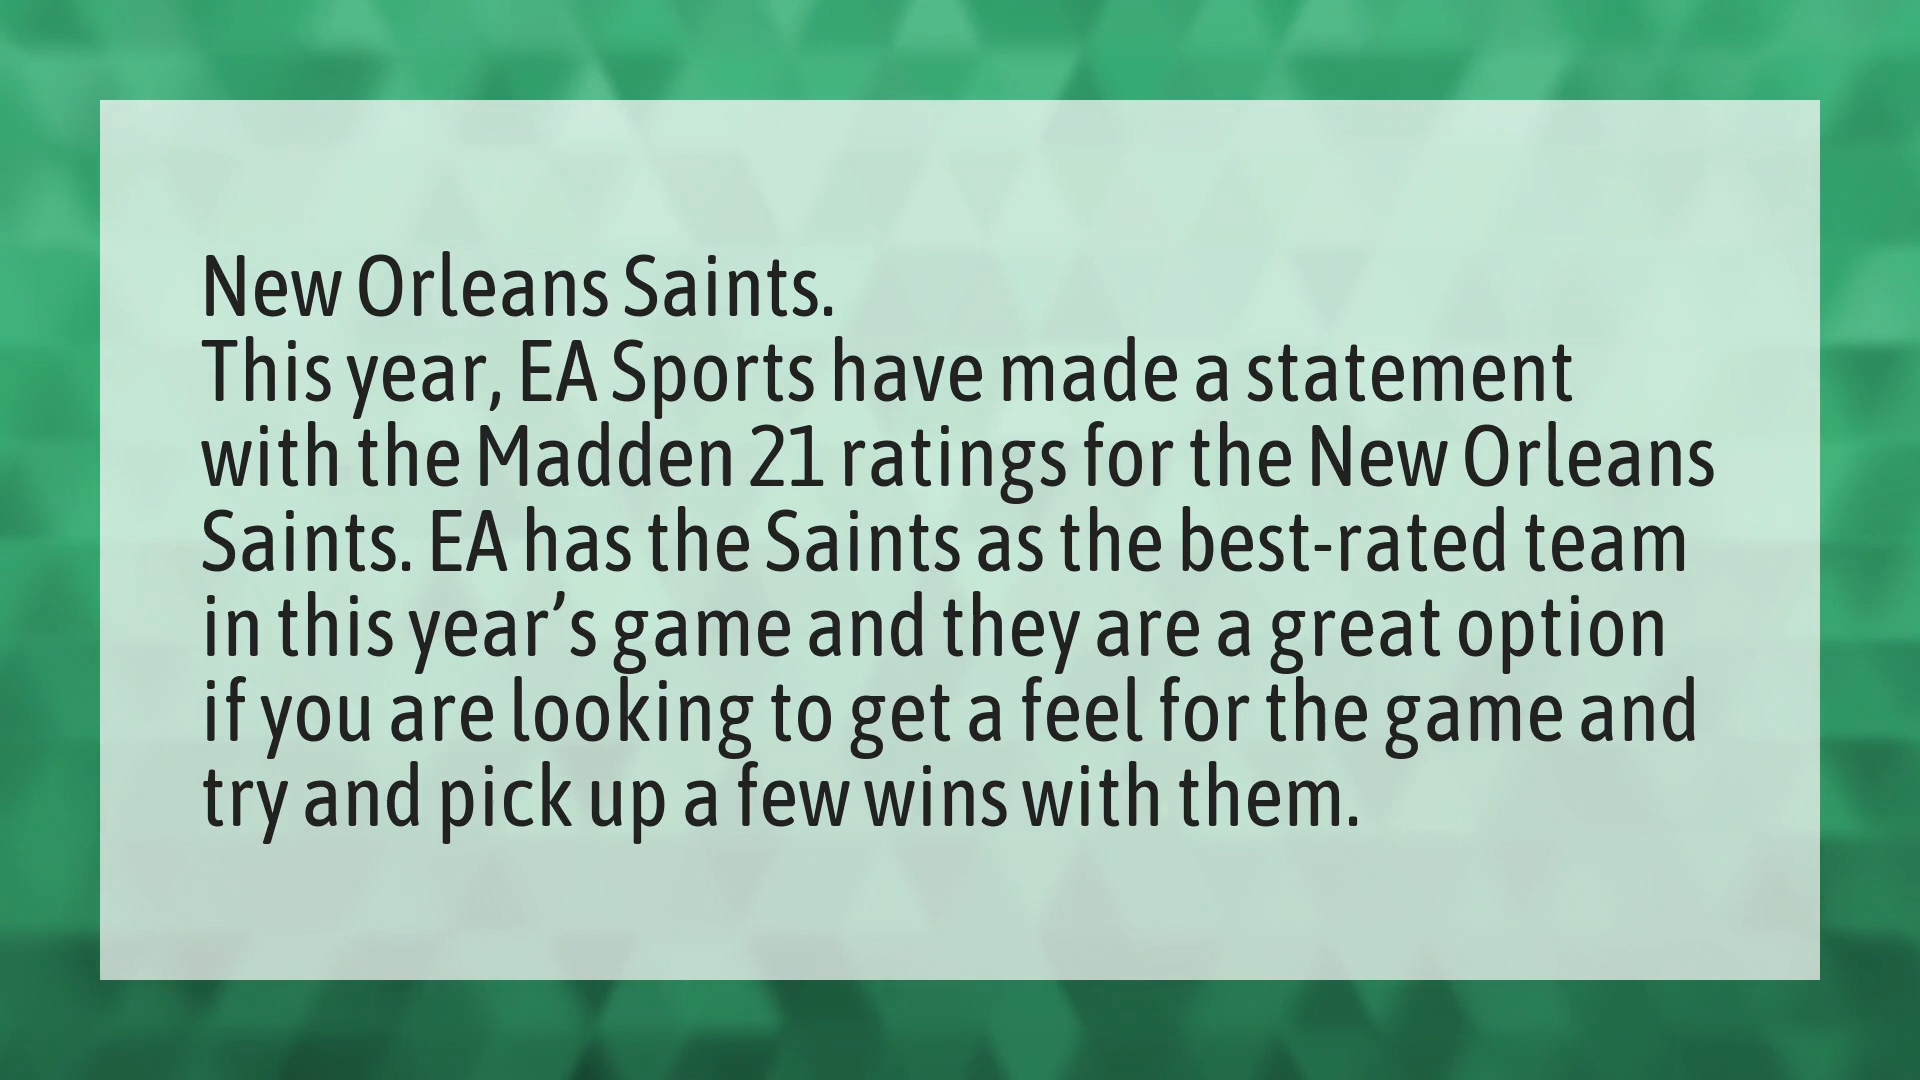 New Orleans Saints.
This year, EA Sports have made a statement
with the Madden 21 ratings for the New Orleans
Saints. EA has the Saints as the best-rated team
in this year’s game and they are a great option
if you are looking to get a feel for the game and
try and pick up a few wins with them.